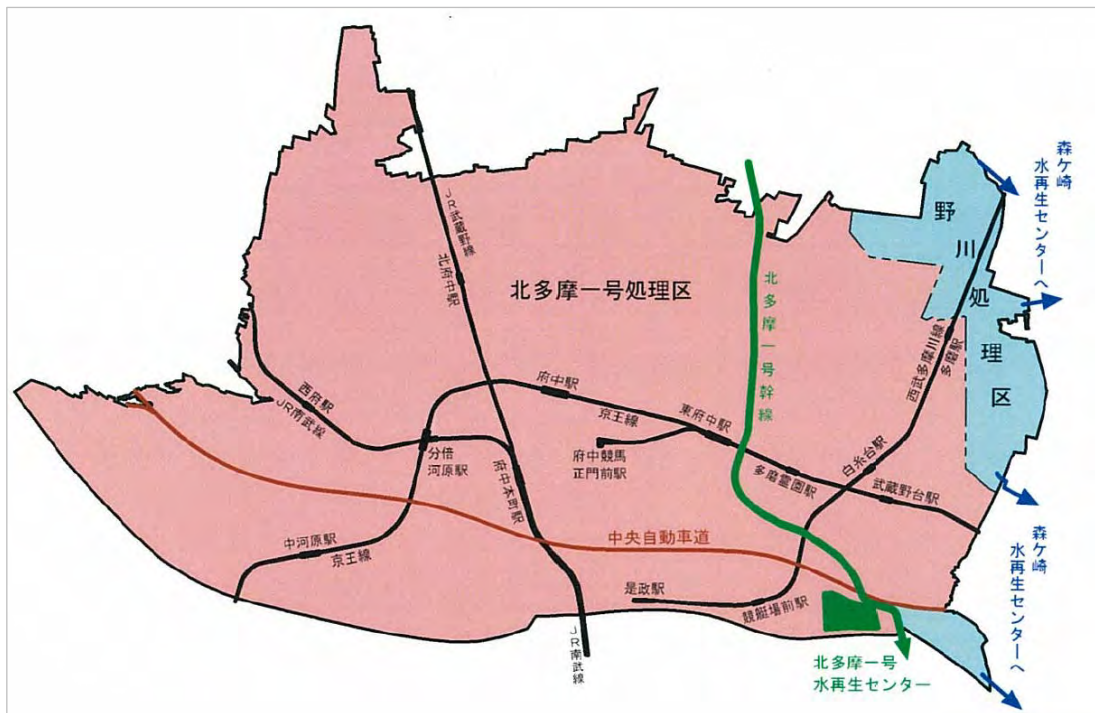 森ケ崎
水再生センターへ
野川処理区
JR武蔵野線
北府中駅
北多摩一号処理区
北多摩一号幹線
西武多摩川線
多磨駅
西府駅
JR南武線
府中駅
京王線
東府中駅
分倍
河原駅
府中競馬
正門前駅
府中本町駅
多磨霊園駅
白糸台駅
武蔵野台駅
中河原駅
京王線
中央自動車道
是政駅
競艇場前駅
JR南武線
北多摩一号
水再生センター
森ケ崎
水再生センターへ